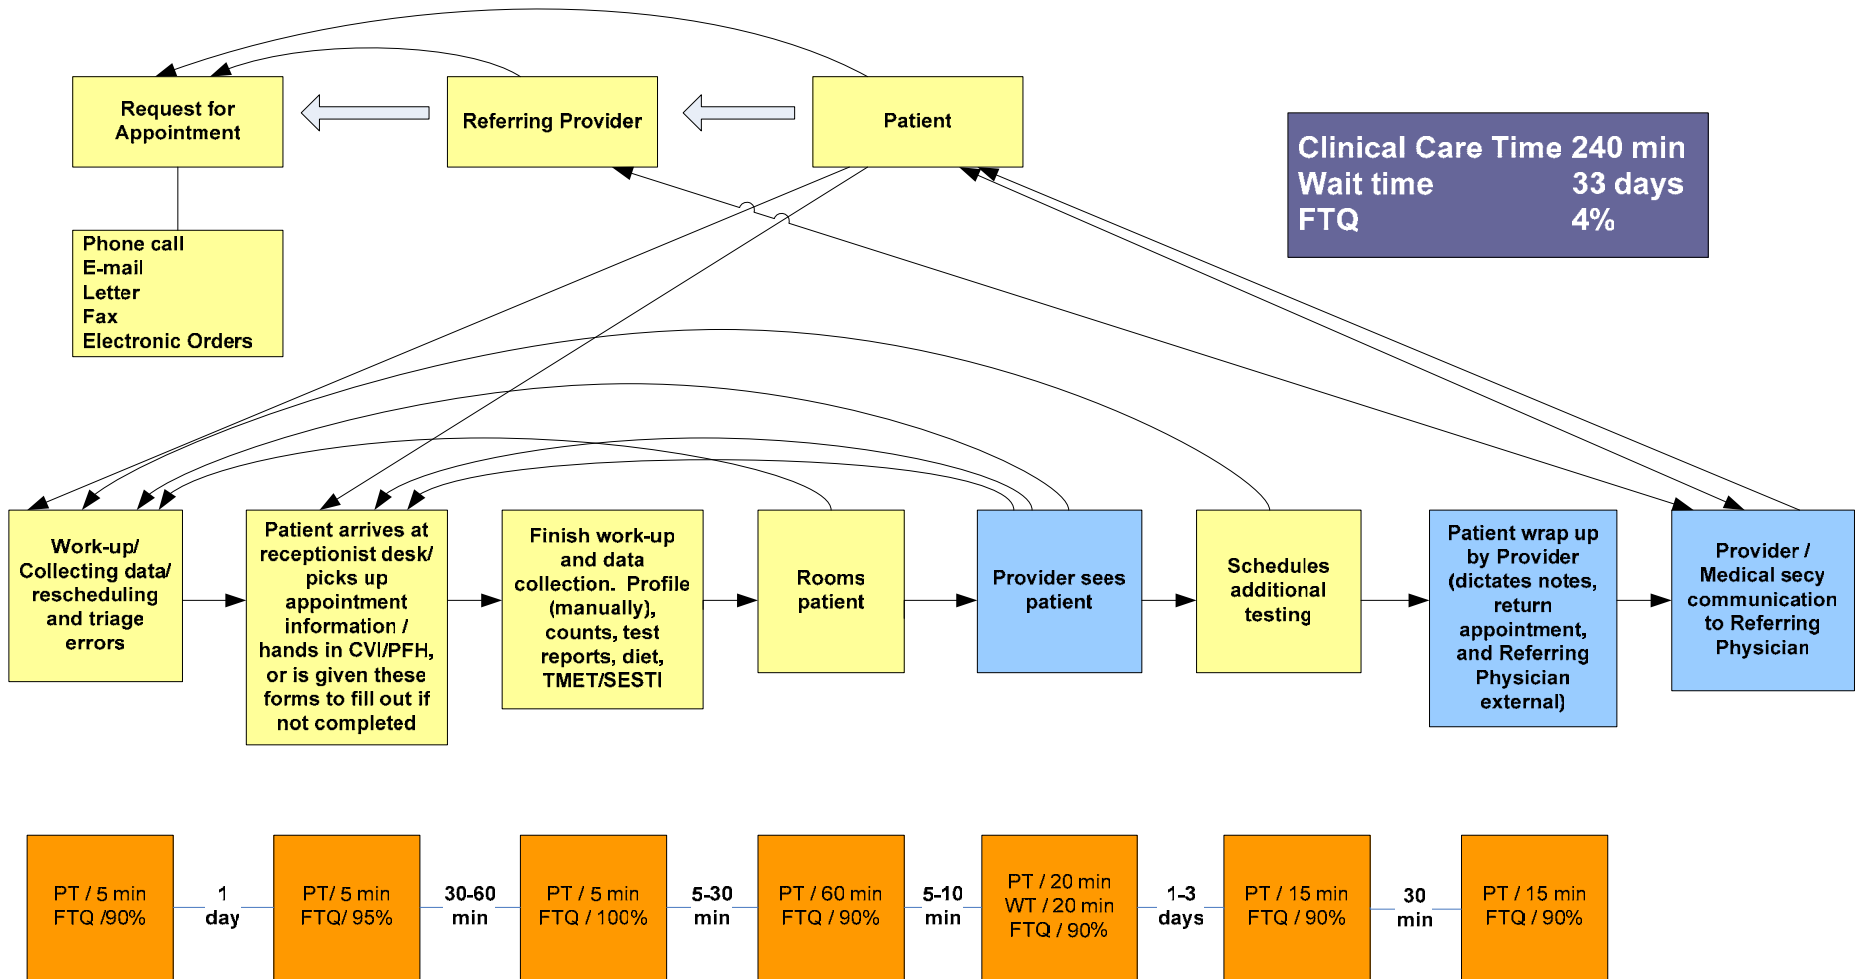 Request for
Appointment
Referring Provider
Patient
Clinical Care Time 240 min
Wait time 33 days
FTQ 4%
Phone call
E-mail
Letter
Fax
Electronic Orders
Work-up/
Collecting data/
rescheduling
and triage
errors
Patient arrives at
receptionist desk/
picks up
appointment
information /
hands in CVI/PFH,
or is given these
forms to fill out if
not completed
Finish work-up
and data
collection. Profile
(manually),
counts, test
reports, diet,
TMET/SESTI
Rooms
patient
Provider sees
patient
Schedules
additional
testing
Patient wrap up
by Provider
(dictates notes,
return
appointment,
and Referring
Physician
external)
Provider /
Medical secy
communication
to Referring
Physician
PT / 5 min
FTQ /90%
1
day
PT/ 5 min
FTQ/ 95%
30-60
min
PT / 5 min
FTQ / 100%
5-30
min
PT / 60 min
FTQ / 90%
5-10
min
PT / 20 min
WT / 20 min
FTQ / 90%
1-3
days
PT / 15 min
FTQ / 90%
30
min
PT / 15 min
FTQ / 90%